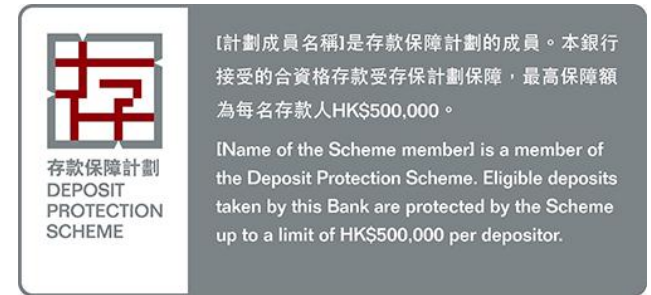 存款保障計劃
DEPOSIT
PROTECTION
SCHEME
[計劃成員名稱]是存款保障計劃的成員。本銀行
接受的合資格存款受存保計劃保障,最高保障額
為每名存款人HK$500,000。
[Name of the Scheme member] is a member of
the Deposit Protection Scheme. Eligible deposits
taken by this Bank are protected by the Scheme
up to a limit of HK$500,000 per depositor.